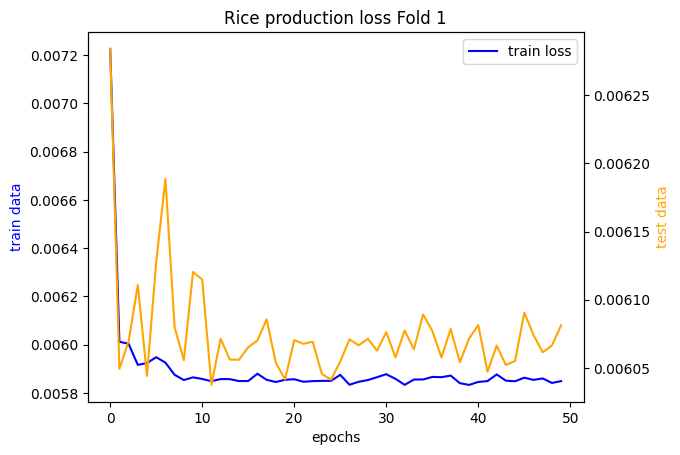 Rice production loss Fold 1
train loss
train data
0.0072
0.0070
0.0068
0.0066
0.0064
0.0062
0.0060
0.0058
0.00625
0.00620
0.00615
0.00610
0.00605
test data
0 10 20 30 40 50
epochs